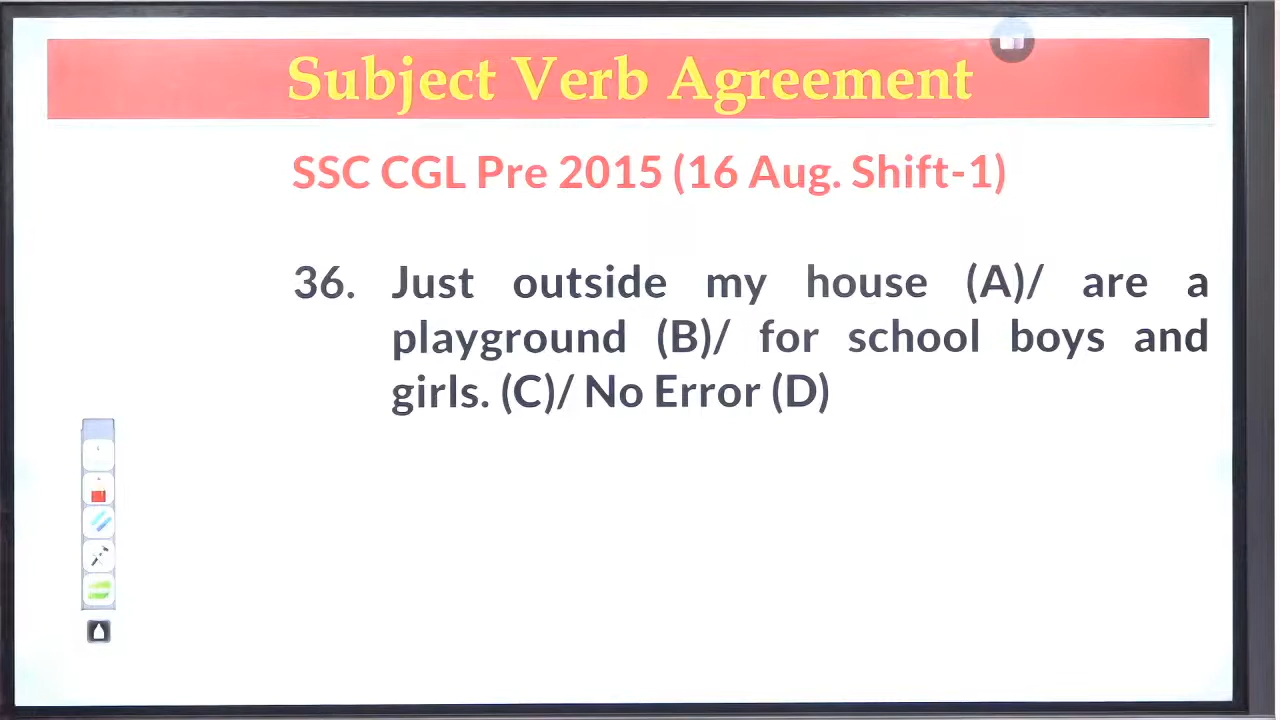 Subject Verb Agreement
SSC CGL Pre 2015 (16 Aug. Shift-1)
36. Just outside my house (A)/ are a
playground (B)/ for school boys and
girls. (C)/ No Error (D)